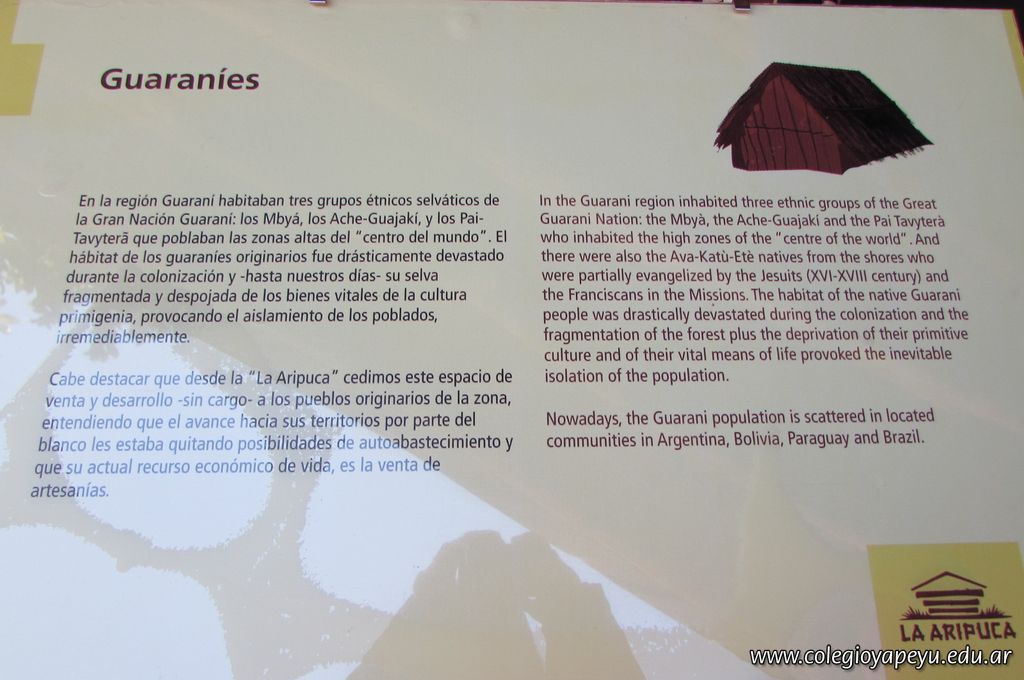 Guaraníes
En la región Guaraní habitaban tres grupos étnicos selváticos de
la Gran Nación Guaraní: los Mbyá, los Ache-Guajakí, y los Pai-
Tavyterã que poblaban las zonas altas del "centro del mundo". El
hábitat de los guaraníes originarios fue drásticamente devastado
durante la colonización y -hasta nuestros días- su selva
fragmentada y despojada de los bienes vitales de la cultura
primigenia, provocando el aislamiento de los poblados,
irremediablemente.
Cabe destacar que desde la "La Aripuca" cedimos este espacio de
venta y desarrollo -sin cargo- a los pueblos originarios de la zona,
entendiendo que el avance hacia sus territorios por parte del
blanco les estaba quitando posibilidades de autoabastecimiento y
que su actual recurso económico de vida, es la venta de
artesanías.
In the Guarani region inhabited three ethnic groups of the Great
Guarani Nation: the Mbyà, the Ache-Guajaki and the Pai Tavyterà
who inhabited the high zones of the "centre of the world". And
there were also the Ava-Katù-Etè natives from the shores who
were partially evangelized by the Jesuits (XVI-XVIII century) and
the Franciscans in the Missions. The habitat of the native Guarani
people was drastically devastated during the colonization and the
fragmentation of the forest plus the deprivation of their primitive
culture and of their vital means of life provoked the inevitable
isolation of the population.
Nowadays, the Guarani population is scattered in located
communities in Argentina, Bolivia, Paraguay and Brazil.
LA ARIPUCA
www.colegioyapeyu.edu.ar